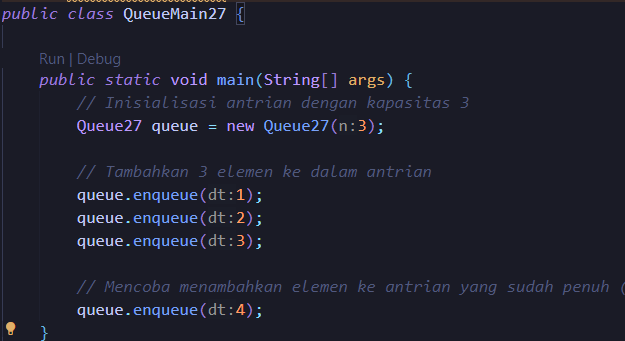 public class QueueMain27 {
Run | Debug
public static void main(String[] args) {
// Inisialisasi antrian dengan kapasitas 3
Queue27 queue = new Queue27(n:3);
// Tambahkan 3 elemen ke dalam antrian
queue.enqueue(dt:1);
queue.enqueue(dt:2);
queue.enqueue(dt:3);
// Mencoba menambahkan elemen ke antrian yang sudah penuh (
queue.enqueue(dt:4);
}